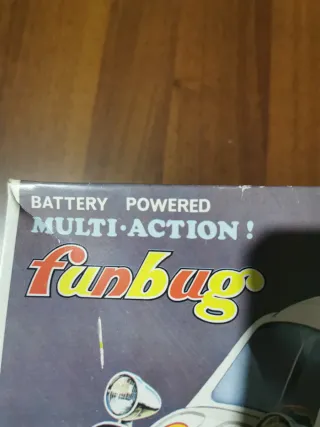 BATTERY POWERED
MULTI·ACTION!
funbug